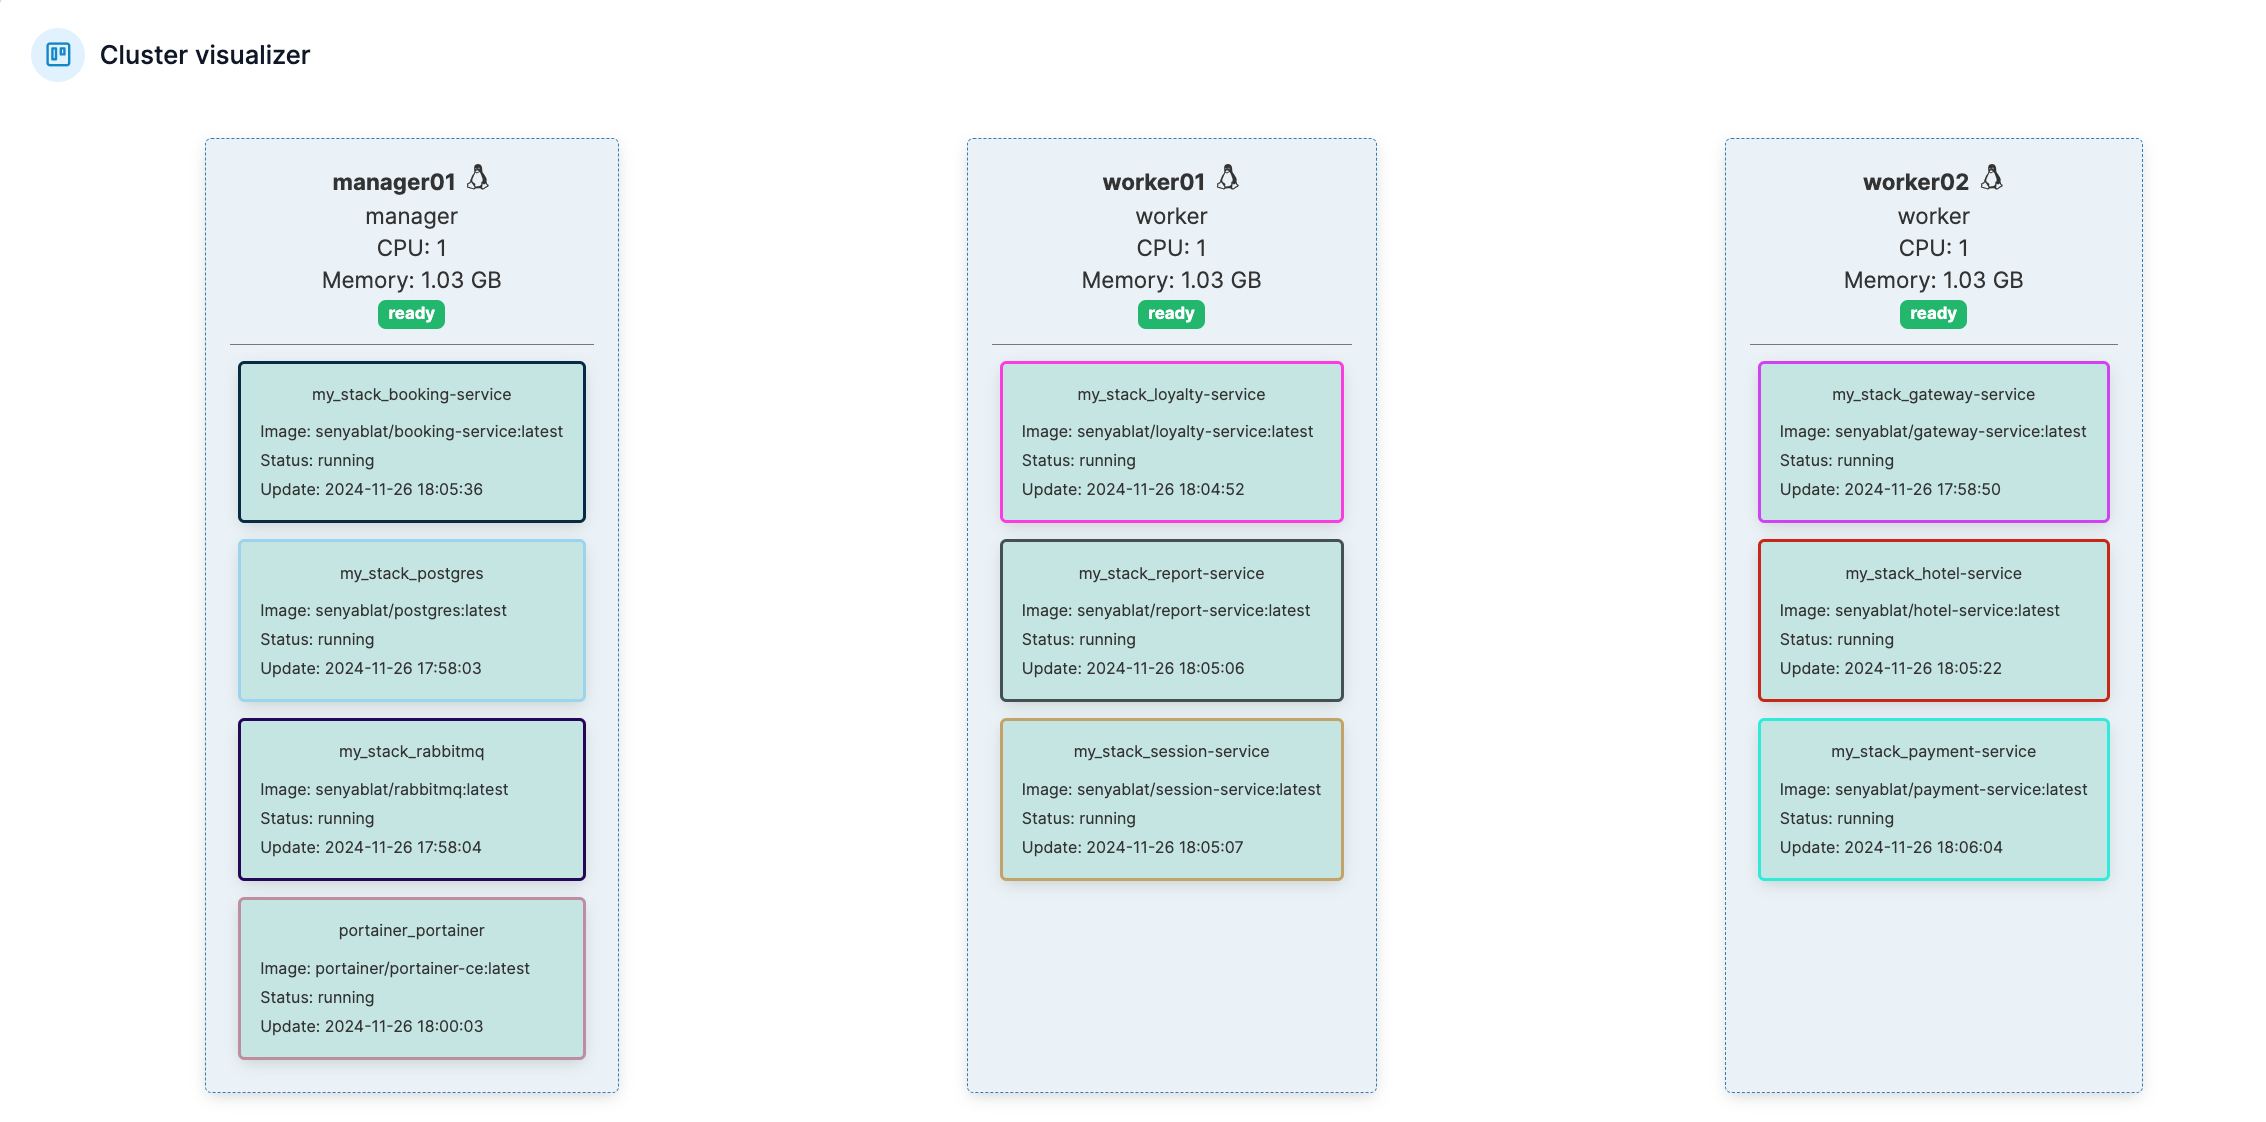 Cluster visualizer
manager01
manager
CPU: 1
Memory: 1.03 GB
ready
my_stack_booking-service
Image: senyablat/booking-service:latest
Status: running
Update: 2024-11-26 18:05:36
my_stack_postgres
Image: senyablat/postgres:latest
Status: running
Update: 2024-11-26 17:58:03
my_stack_rabbitmq
Image: senyablat/rabbitmq:latest
Status: running
Update: 2024-11-26 17:58:04
portainer_portainer
Image: portainer/portainer-ce:latest
Status: running
Update: 2024-11-26 18:00:03
worker01
worker
CPU: 1
Memory: 1.03 GB
ready
my_stack_loyalty-service
Image: senyablat/loyalty-service:latest
Status: running
Update: 2024-11-26 18:04:52
my_stack_report-service
Image: senyablat/report-service:latest
Status: running
Update: 2024-11-26 18:05:06
my_stack_session-service
Image: senyablat/session-service:latest
Status: running
Update: 2024-11-26 18:05:07
worker02
worker
CPU: 1
Memory: 1.03 GB
ready
my_stack_gateway-service
Image: senyablat/gateway-service:latest
Status: running
Update: 2024-11-26 17:58:50
my_stack_hotel-service
Image: senyablat/hotel-service:latest
Status: running
Update: 2024-11-26 18:05:22
my_stack_payment-service
Image: senyablat/payment-service:latest
Status: running
Update: 2024-11-26 18:06:04